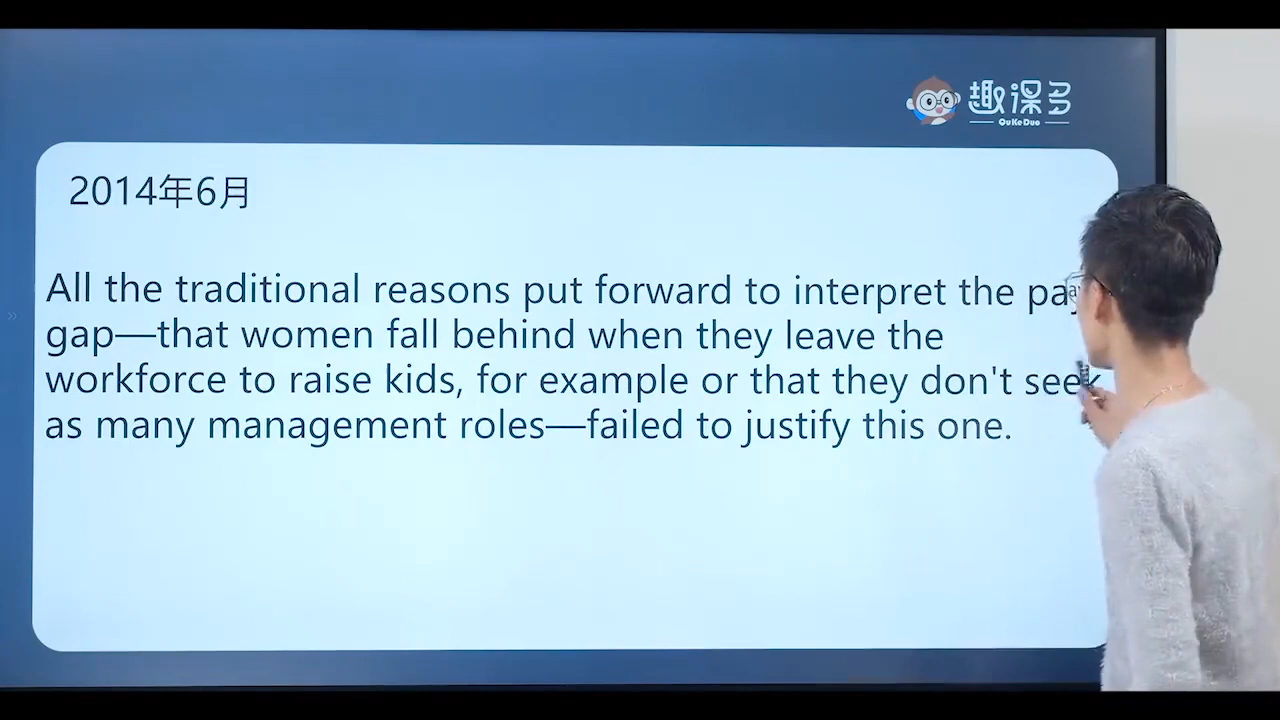 趣课多
QuKeDuo
2014年6月
All the traditional reasons put forward to interpret the pay
gap—that women fall behind when they leave the
workforce to raise kids, for example or that they don't seek
as many management roles—failed to justify this one.